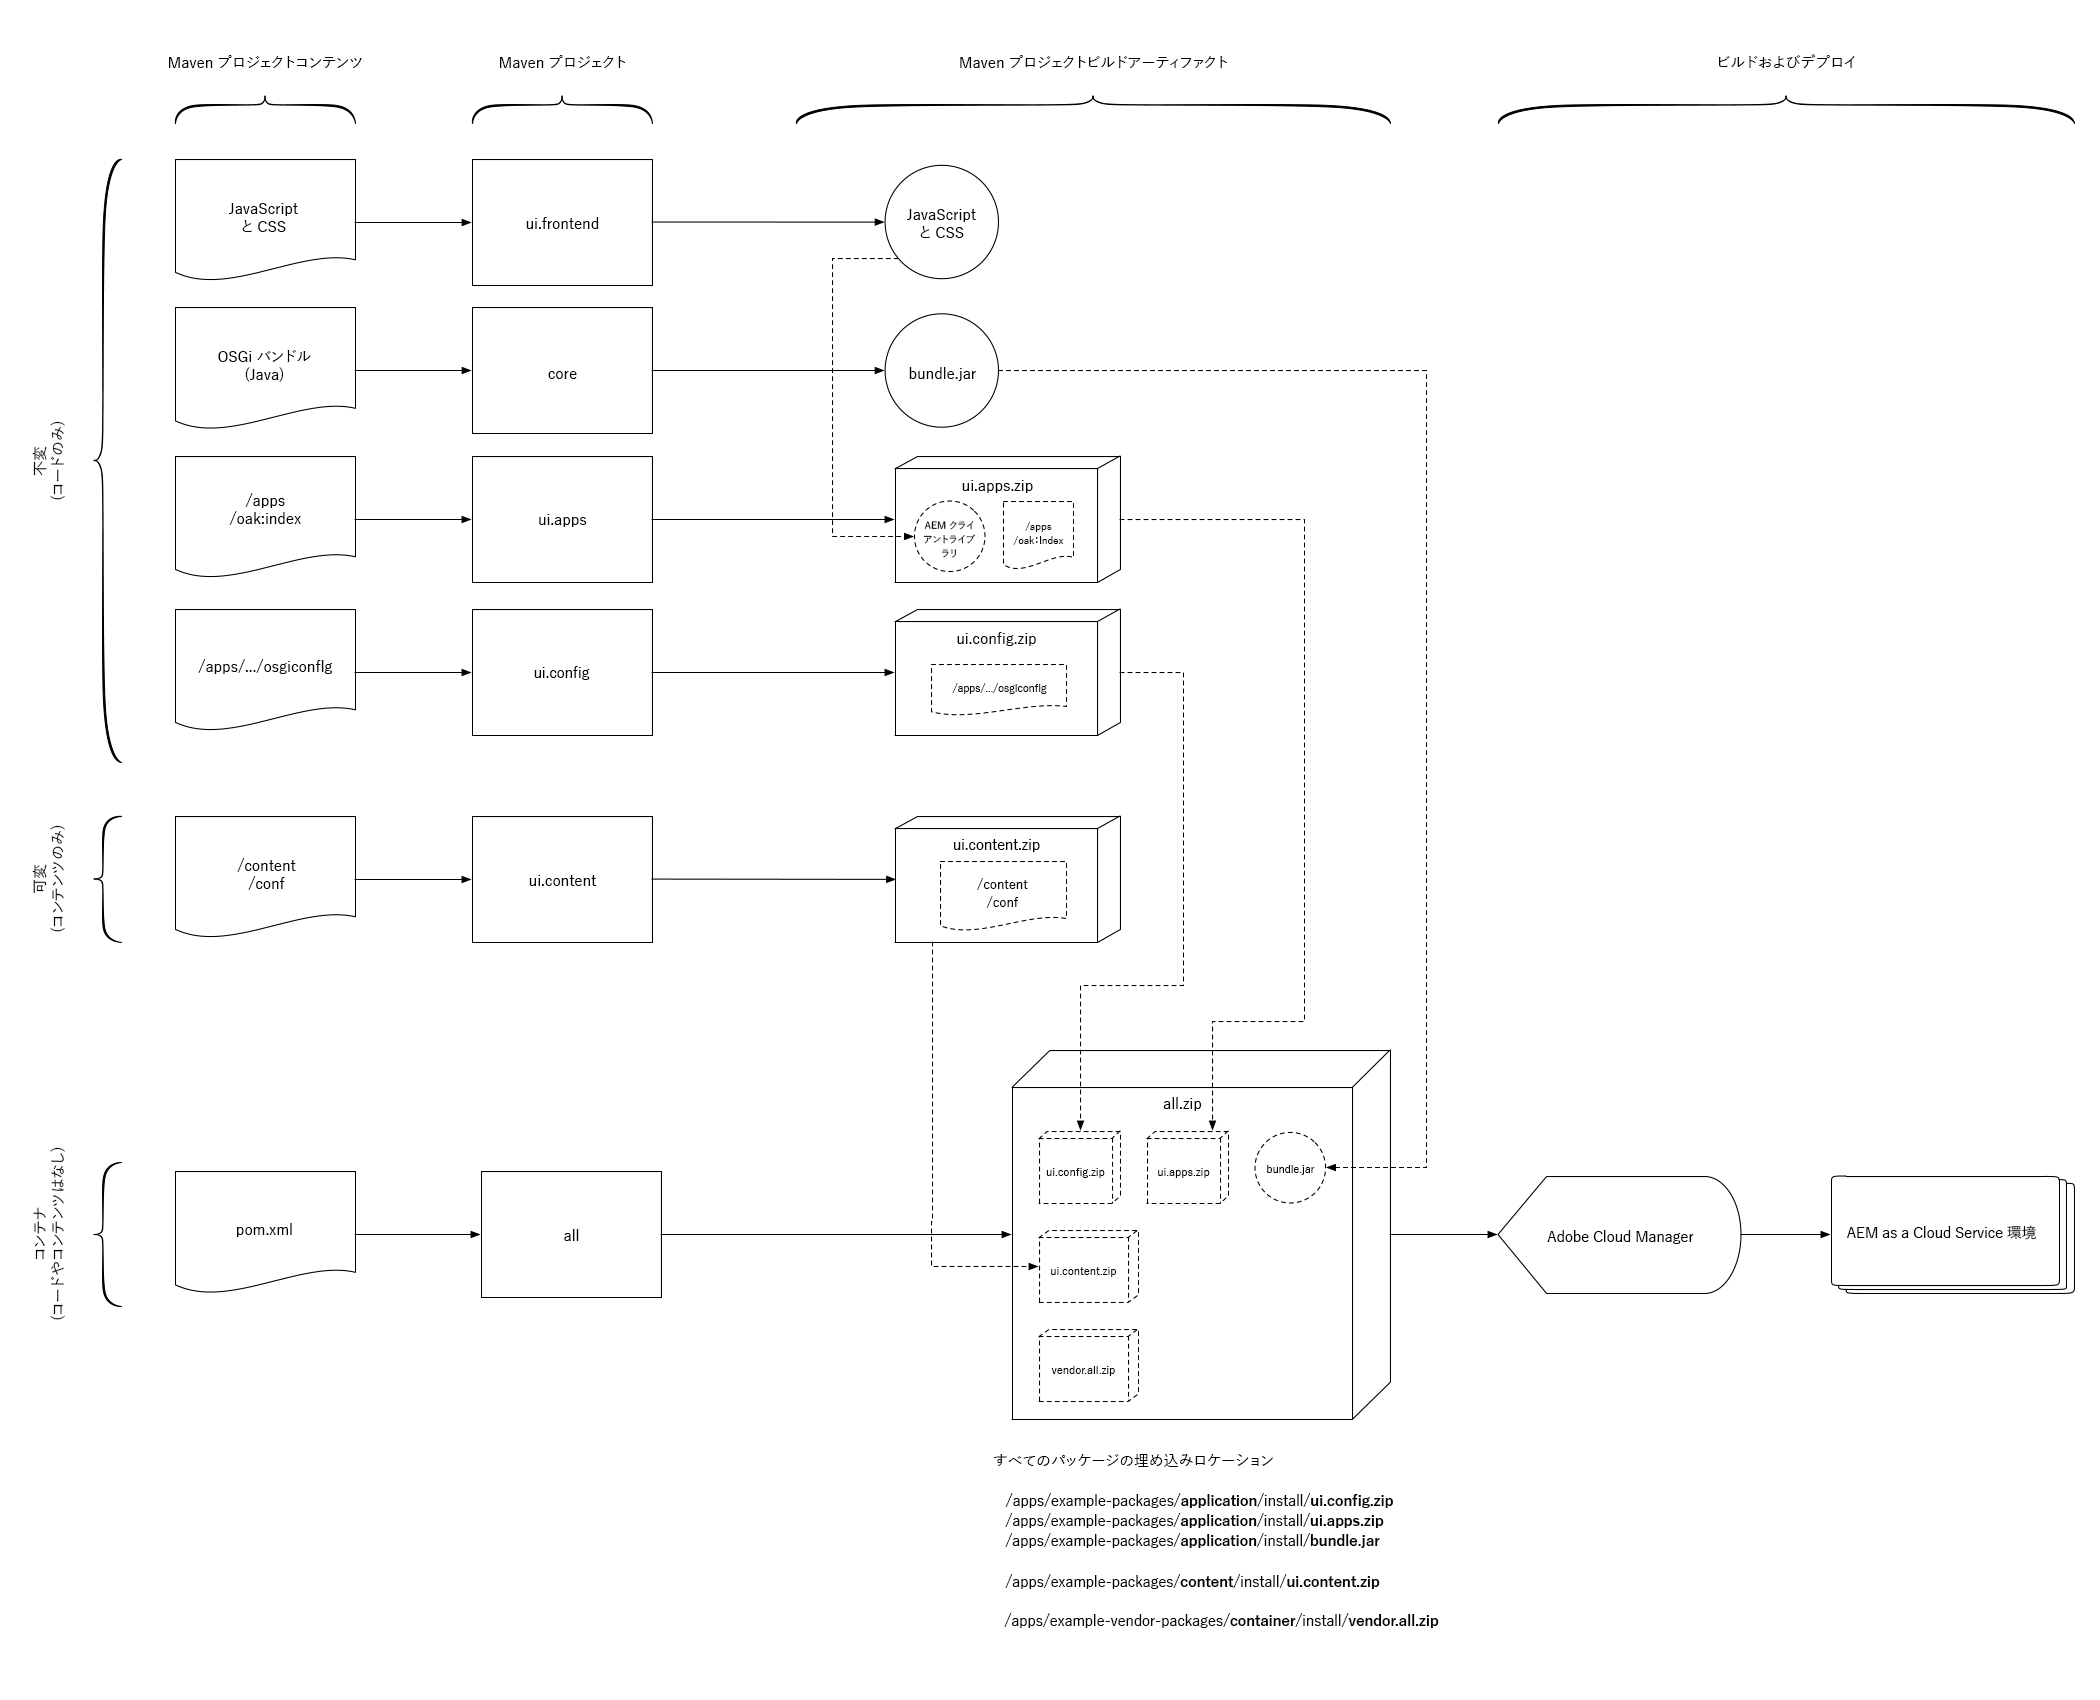 Maven プロジェクトコンテンツ
Maven プロジェクト
Maven プロジェクトビルドアーティファクト
ビルドおよびデプロイ
不変
(コードのみ)
JavaScript
と CSS
ui.frontend
JavaScript
と CSS
OSGi バンドル
(Java)
core
bundle.jar
/apps
/oak:index
ui.apps
ui.apps.zip
AEM クライ
アントライブ
ラリ
/apps
/oak:Index
/apps/.../osgiconfIg
ui.config
ui.config.zip
/apps/.../osgIconfIg
可変
(コンテンツのみ)
/content
/conf
ui.content
ui.content.zip
/content
/conf
コンテナ
(コードやコンテンツはなし)
pom.xml
all
all.zip
ui.config.zip
ui.apps.zip
bundle.jar
ui.content.zip
vendor.all.zip
Adobe Cloud Manager
AEM as a Cloud Service 環境
すべてのパッケージの埋め込みロケーション
/apps/example-packages/application/install/ui.config.zip
/apps/example-packages/application/install/ui.apps.zip
/apps/example-packages/application/install/bundle.jar
/apps/example-packages/content/install/ui.content.zip
/apps/example-vendor-packages/container/install/vendor.all.zip